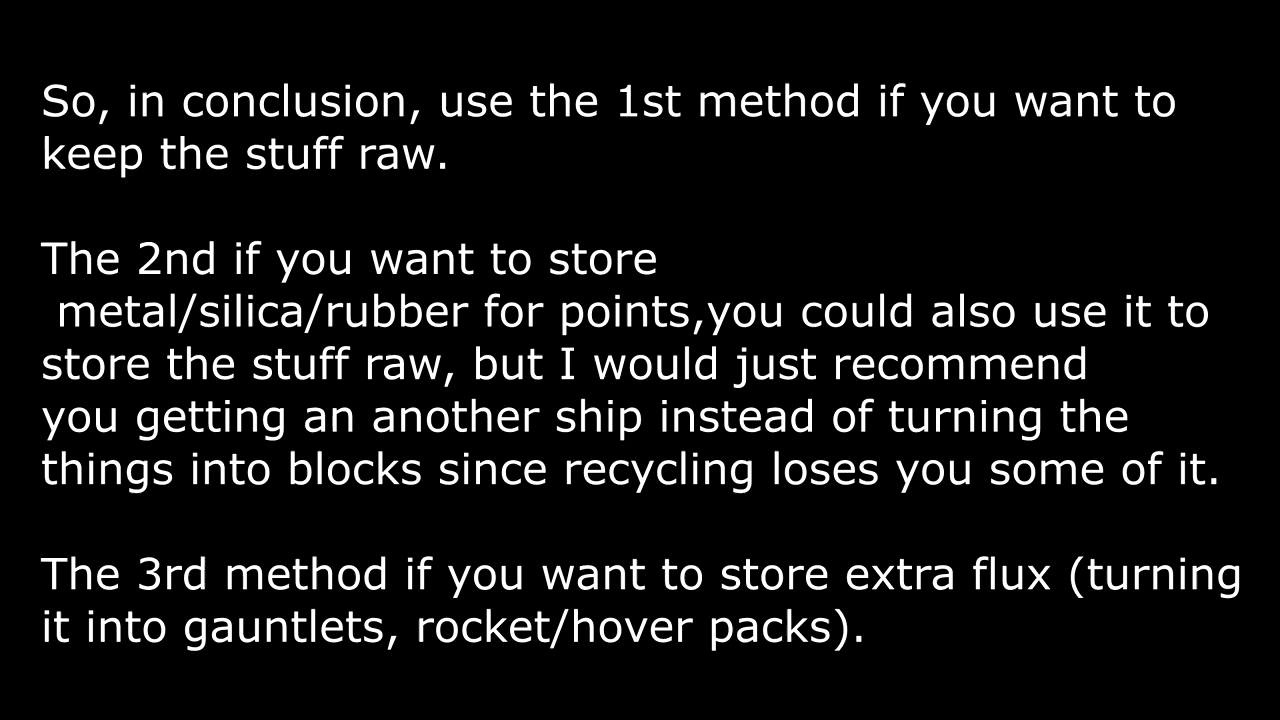 So, in conclusion, use the 1st method if you want to
keep the stuff raw.
The 2nd if you want to store
metal/silica/rubber for points,you could also use it to
store the stuff raw, but I would just recommend
you getting an another ship instead of turning the
things into blocks since recycling loses you some of it.
The 3rd method if you want to store extra flux (turning
it into gauntlets, rocket/hover packs).